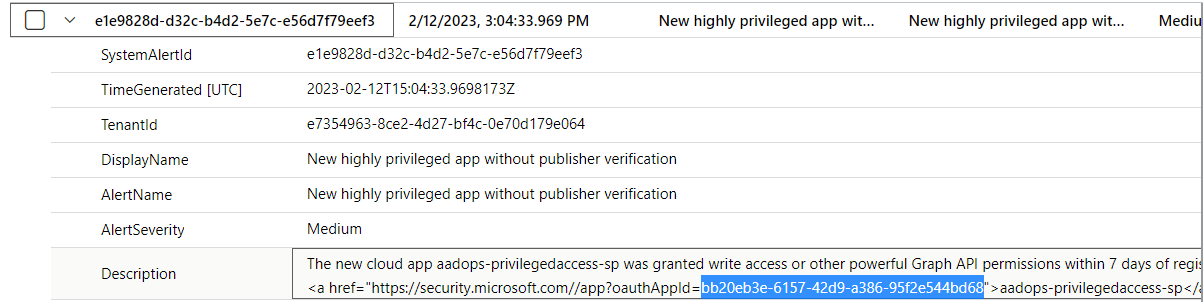 e1e9828d-d32c-b4d2-5e7c-e56d7f79eef3 2/12/2023, 3:04:33.969 PM New highly privileged app wit... New highly privileged app wit... Mediu
SystemAlertId e1e9828d-d32c-b4d2-5e7c-e56d7f79eef3
TimeGenerated [UTC] 2023-02-12T15:04:33.9698173Z
TenantId e7354963-8ce2-4d27-bf4c-0e70d179e064
DisplayName New highly privileged app without publisher verification
AlertName New highly privileged app without publisher verification
AlertSeverity Medium
Description The new cloud app aadops-privilegedaccess-sp was granted write access or other powerful Graph API permissions within 7 days of regis
<a href="https://security.microsoft.com//app?oauthAppId=bb20eb3e-6157-42d9-a386-95f2e544bd68">aadops-privilegedaccess-sp</a